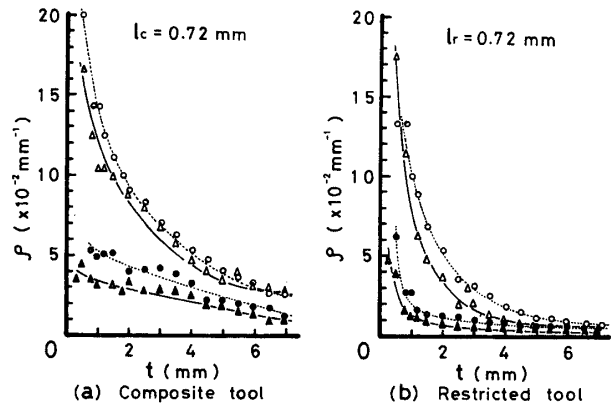 20
15
10
5
0
ρ (x10⁻² mm⁻¹)
lc = 0.72 mm
2 4 6
t (mm)
(a) Composite tool
20
15
10
5
0
ρ (x10⁻² mm⁻¹)
lr = 0.72 mm
2 4 6
t (mm)
(b) Restricted tool